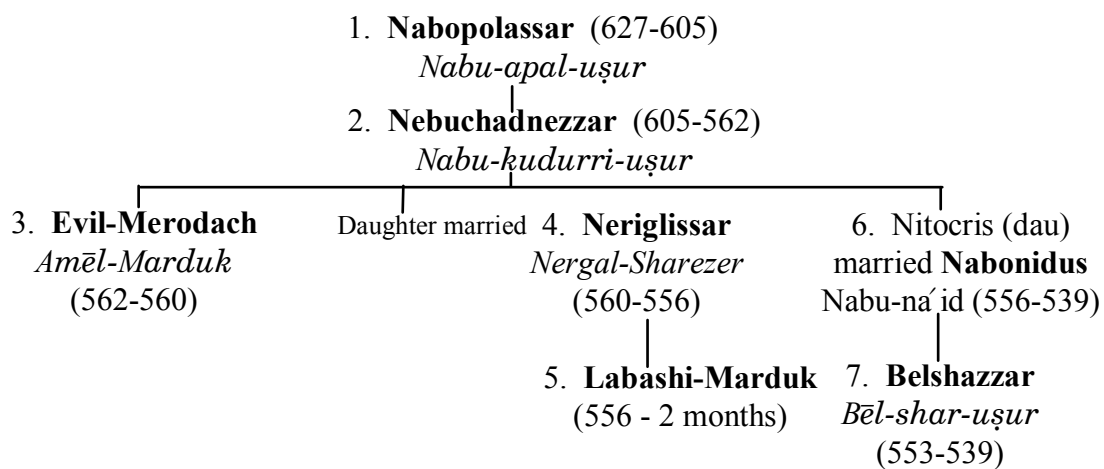 1. Nabopolassar (627-605)
Nabu-apal-uṣur
2. Nebuchadnezzar (605-562)
Nabu-kudurri-uṣur
3. Evil-Merodach
Amēl-Marduk
(562-560)
Daughter married
4. Neriglissar
Nergal-Sharezer
(560-556)
6. Nitocris (dau)
married Nabonidus
Nabu-na´id (556-539)
5. Labashi-Marduk
(556 - 2 months)
7. Belshazzar
Bēl-shar-uṣur
(553-539)